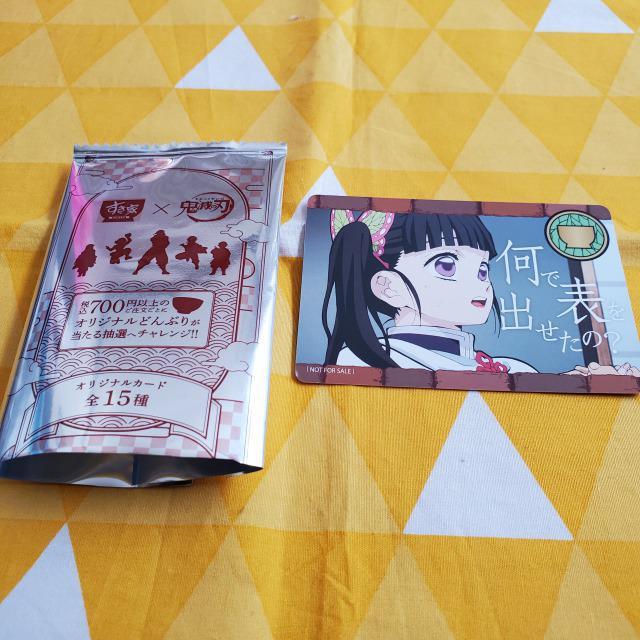 すき家 × 鬼滅の刃
税込700円以上の
ご注文ごとに
オリジナルどんぶりが
当たる抽選へチャレンジ!!
オリジナルカード
全15種
何で表を
出せたの?
[ NOT FOR SALE ]